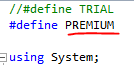 //#define TRIAL
#define PREMIUM
using System;